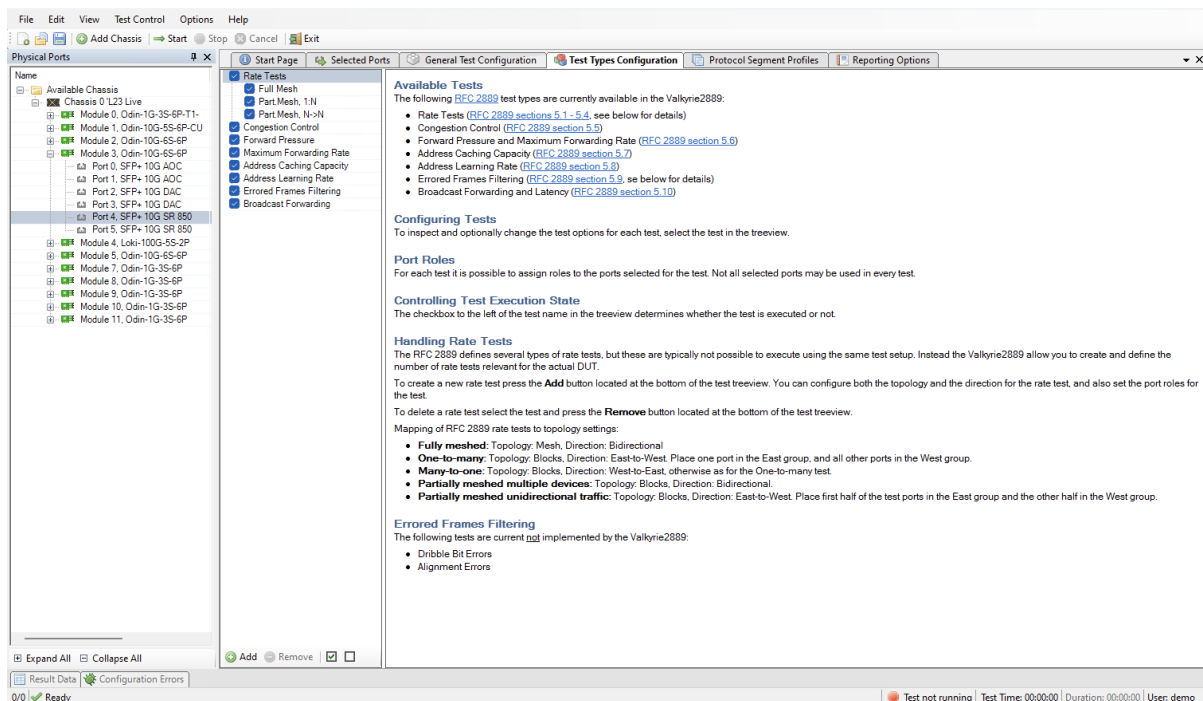 File Edit View Test Control Options Help
Add Chassis Start Stop Cancel Exit
Physical Ports
Start Page Selected Ports General Test Configuration Test Types Configuration Protocol Segment Profiles Reporting Options
Name
Available Chassis
Chassis 0 'L23 Live
Module 0, Odin-1G-3S-6P-T1-
Module 1, Odin-10G-5S-6P-CU
Module 2, Odin-10G-6S-6P
Module 3, Odin-10G-6S-6P
Port 0, SFP+ 10G AOC
Port 1, SFP+ 10G AOC
Port 2, SFP+ 10G DAC
Port 3, SFP+ 10G DAC
Port 4, SFP+ 10G SR 850
Port 5, SFP+ 10G SR 850
Module 4, Loki-100G-5S-2P
Module 5, Odin-10G-6S-6P
Module 7, Odin-1G-3S-6P
Module 8, Odin-1G-3S-6P
Module 9, Odin-1G-3S-6P
Module 10, Odin-1G-3S-6P
Module 11, Odin-1G-3S-6P
Expand All Collapse All
Rate Tests
Full Mesh
Part.Mesh, 1:N
Part.Mesh, N->N
Congestion Control
Forward Pressure
Maximum Forwarding Rate
Address Caching Capacity
Address Learning Rate
Errored Frames Filtering
Broadcast Forwarding
Add Remove
Available Tests
The following RFC 2889 test types are currently available in the Valkyrie2889:
Rate Tests (RFC 2889 sections 5.1 - 5.4, see below for details)
Congestion Control (RFC 2889 section 5.5)
Forward Pressure and Maximum Forwarding Rate (RFC 2889 section 5.6)
Address Caching Capacity (RFC 2889 section 5.7)
Address Learning Rate (RFC 2889 section 5.8)
Errored Frames Filtering (RFC 2889 section 5.9, se below for details)
Broadcast Forwarding and Latency (RFC 2889 section 5.10)
Configuring Tests
To inspect and optionally change the test options for each test, select the test in the treeview.
Port Roles
For each test it is possible to assign roles to the ports selected for the test. Not all selected ports may be used in every test.
Controlling Test Execution State
The checkbox to the left of the test name in the treeview determines whether the test is executed or not.
Handling Rate Tests
The RFC 2889 defines several types of rate tests, but these are typically not possible to execute using the same test setup. Instead the Valkyrie2889 allow you to create and define the
number of rate tests relevant for the actual DUT.
To create a new rate test press the Add button located at the bottom of the test treeview. You can configure both the topology and the direction for the rate test, and also set the port roles for
the test.
To delete a rate test select the test and press the Remove button located at the bottom of the test treeview.
Mapping of RFC 2889 rate tests to topology settings:
Fully meshed: Topology: Mesh, Direction: Bidirectional
One-to-many: Topology: Blocks, Direction: East-to-West. Place one port in the East group, and all other ports in the West group.
Many-to-one: Topology: Blocks, Direction: West-to-East, otherwise as for the One-to-many test.
Partially meshed multiple devices: Topology: Blocks, Direction: Bidirectional.
Partially meshed unidirectional traffic: Topology: Blocks, Direction: East-to-West. Place first half of the test ports in the East group and the other half in the West group.
Errored Frames Filtering
The following tests are current not implemented by the Valkyrie2889:
Dribble Bit Errors
Alignment Errors
Result Data Configuration Errors
0/0 Ready
Test not running Test Time: 00:00:00 Duration: 00:00:00 User: demo